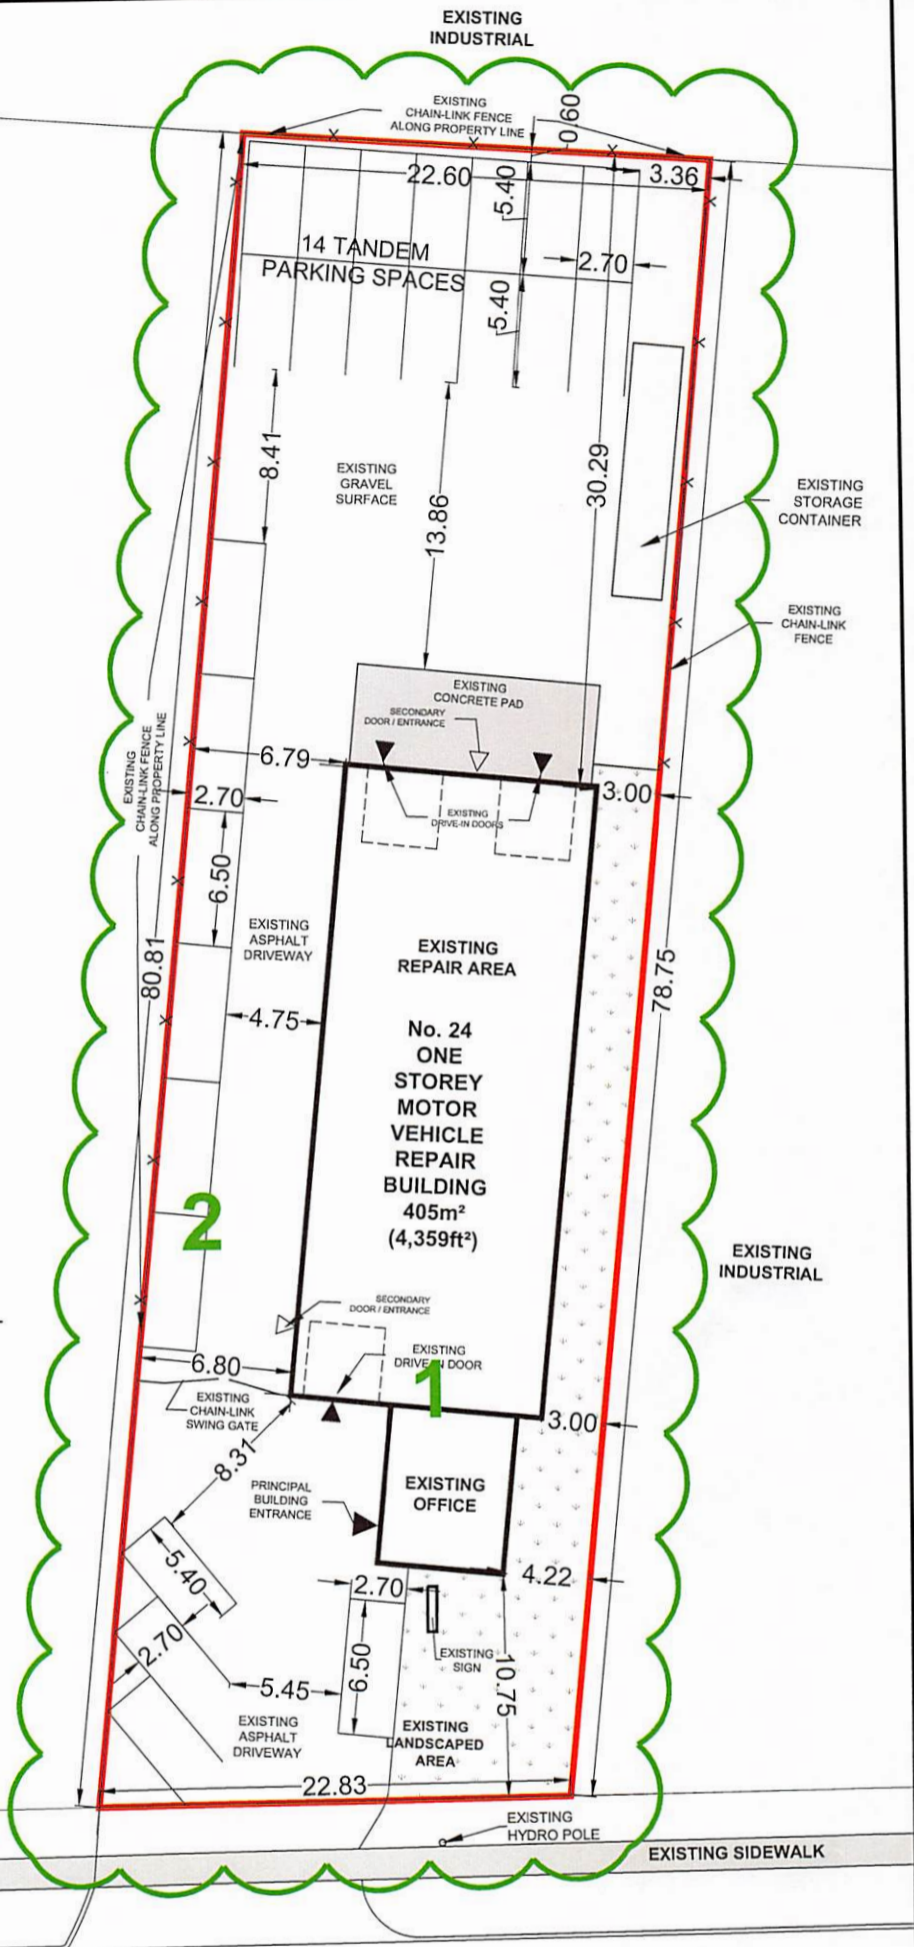 EXISTING
INDUSTRIAL
EXISTING
CHAIN-LINK FENCE
ALONG PROPERTY LINE
0.60
22.60
5.40
3.36
14 TANDEM
PARKING SPACES
2.70
5.40
8.41
EXISTING
GRAVEL
SURFACE
13.86
30.29
EXISTING
STORAGE
CONTAINER
EXISTING
CHAIN-LINK
FENCE
EXISTING
CONCRETE PAD
SECONDARY
DOOR / ENTRANCE
EXISTING
CHAIN-LINK FENCE
ALONG PROPERTY LINE
6.79
2.70
3.00
EXISTING
DRIVE-IN DOORS
6.50
EXISTING
ASPHALT
DRIVEWAY
EXISTING
REPAIR AREA
80.81
78.75
4.75
No. 24
ONE
STOREY
MOTOR
VEHICLE
REPAIR
BUILDING
405m²
(4,359ft²)
2
EXISTING
INDUSTRIAL
SECONDARY
DOOR / ENTRANCE
EXISTING
DRIVE-IN DOOR
1
6.80
EXISTING
CHAIN-LINK
SWING GATE
3.00
8.31
PRINCIPAL
BUILDING
ENTRANCE
EXISTING
OFFICE
5.40
2.70
4.22
2.70
6.50
EXISTING
SIGN
10.75
5.45
EXISTING
ASPHALT
DRIVEWAY
EXISTING
LANDSCAPED
AREA
22.83
EXISTING
HYDRO POLE
EXISTING SIDEWALK